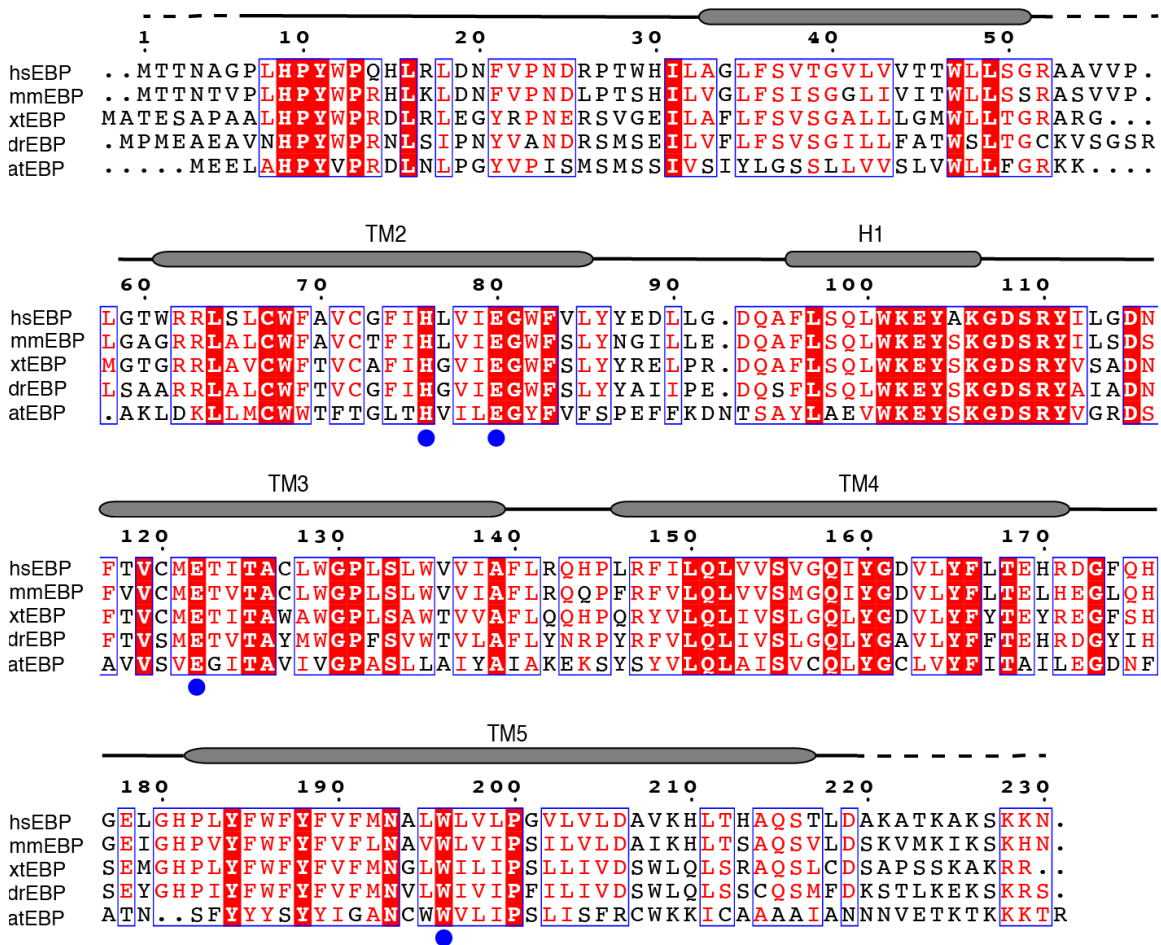 1 10 20 30 40 50
hsEBP ..MTTNAGPLHPYWPQHLRLDNFVPNDRPTWHILAGLFSVTGVLVVTTWLLSGRAAVVP.
mmEBP ..MTTNTVPLHPYWPRHLKLDNFVPNDLPTSHILVGLFSISGGLIVITWLLSSRASVVP.
xtEBP MATESAPAALHPYWPRDLRLEGYRPNERSVGEILAFLFSVSGALLLGMWLLTGRARG...
drEBP MPMEAEAVNHPYWPRNLSIPNYVANDRSMSEILVFLFSVSGILLFATWSLTGCKVSGSR
atEBP .....MEELAHPYVPRDLNLPGYVPISMSMSSIVSIYLGSSLLVVSLVWLLFGRKK....
TM2 H1
60 70 80 90 100 110
hsEBP LGTWRRLSLCWFAVCGFIHLVIEGWFVLYYEDLLG.DQAFLSQLWKEYAKGDSRYILGDN
mmEBP LGAGRRLALCWFAVCTFIHLVIEGWFSLYNGILLE.DQAFLSQLWKEYSKGDSRYILSDS
xtEBP MGTGRRLAVCWFTVCAFIHGVIEGWFSLYYRELPR.DQAFLSQLWKEYSKGDSRYVSADN
drEBP LSAARRLAVCWFTVCGFIHGVIEGWFSLYYAIIPE.DQSFLSQLWKEYSKGDSRYAIADN
atEBP .AKLDKLLMCWWTFTGLTHVILEGYFVFSPEFFKDNTSAYLAEVWKEYSKGDSRYVGRDS
TM3 TM4
120 130 140 150 160 170
hsEBP FTVCMETITACLWGPLSLWVVIAFLRQHPLRFILQLVVSVGQIYGDVLYFLTEHRDGFQH
mmEBP FVVCMETVTACLWGPLSLWVVIAFLRQQPFRFVLQLVVSMGQIYGDVLYFLTELHEGLQH
xtEBP FTVCMETITAWAWGPLSAWTVVAFLQQHPQRYVLQLIVSLGQLYGDVLYFYTEYREGFSH
drEBP FTVSMETVTAYMWGPFSVWTVLAFLYNRPYRFVLQLIVSLGQLYGAVLYFFTEHRDGYIH
atEBP AVVSVEGITAVIVGPASLLAIYAIAKEKSYSYVLQLAISVCQLYGCLVYFITAILEGDNF
TM5
180 190 200 210 220 230
hsEBP GELGHPLYFWFYFVFMNALWLVLPGVLVLDAVKHLTHAQSTLDAKATKAKSKKN.
mmEBP GEIGHPVYFWFYFVFLNAVWLVIPSILVLDAIKHLTSAQSVLDSKVMKIKSKHN.
xtEBP SEMGHPLYFWFYFVFMNGLWLVIPSLLIVDSWLQLSRAQSLCDSAPSSKAKRR..
drEBP SEYGHPIYFWFYFVFMNVLWIVIPFILIVDSWLQLSSCQSMFDKSTLKEKSKRS.
atEBP ATN..SFYYYSYYIGANCWWVLIPSLISFRCWKKICAAAAIANNNVETKTKKKTR